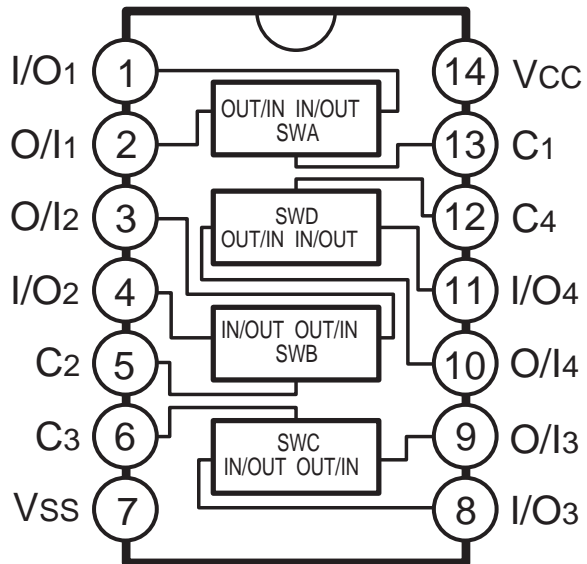 I/O1 1 14 VCC
OUT/IN IN/OUT
SWA
O/I1 2 13 C1
O/I2 3 12 C4
SWD
OUT/IN IN/OUT
I/O2 4 11 I/O4
IN/OUT OUT/IN
SWB
C2 5 10 O/I4
C3 6 9 O/I3
SWC
IN/OUT OUT/IN
VSS 7 8 I/O3